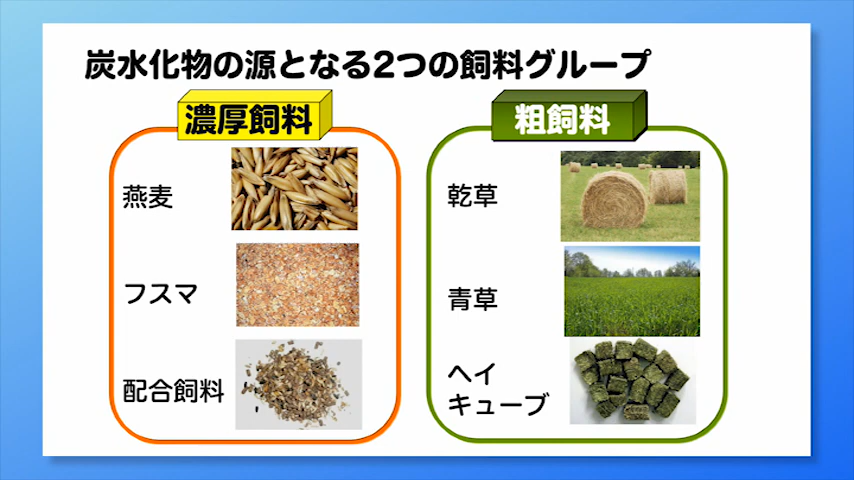 炭水化物の源となる2つの飼料グループ
濃厚飼料
燕麦
フスマ
配合飼料
粗飼料
乾草
青草
ヘイ
キューブ